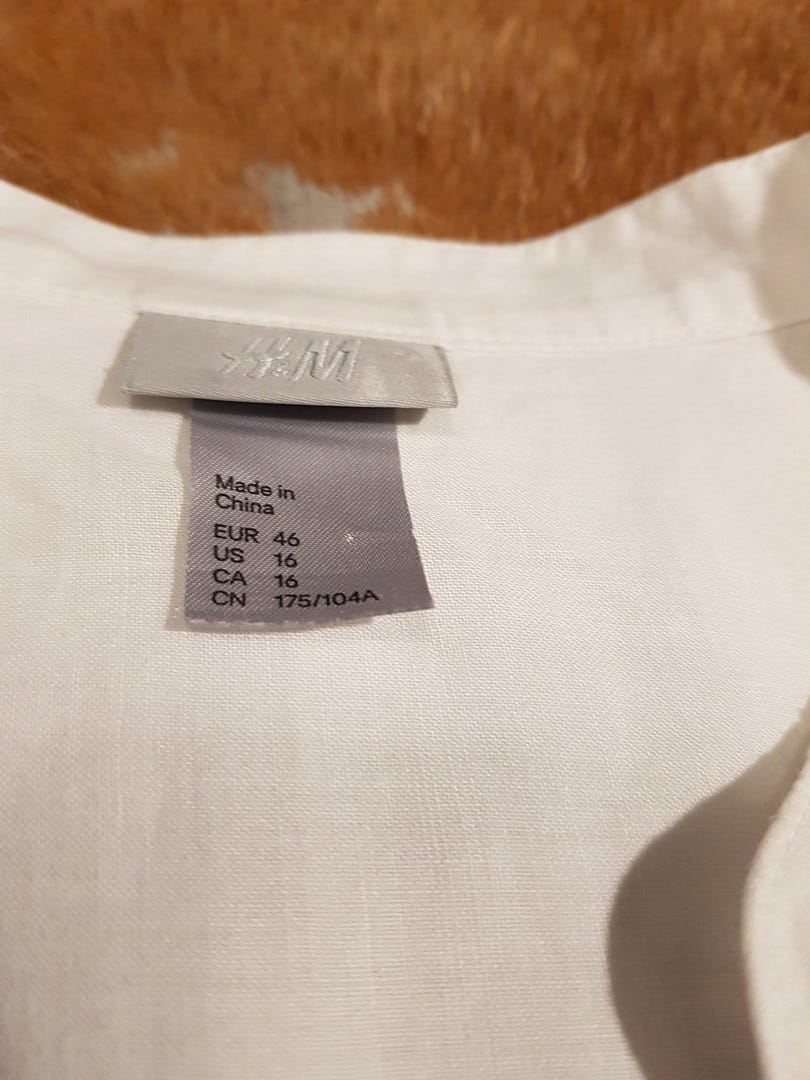 H&M
Made in
China
EUR 46
US 16
CA 16
CN 175/104A